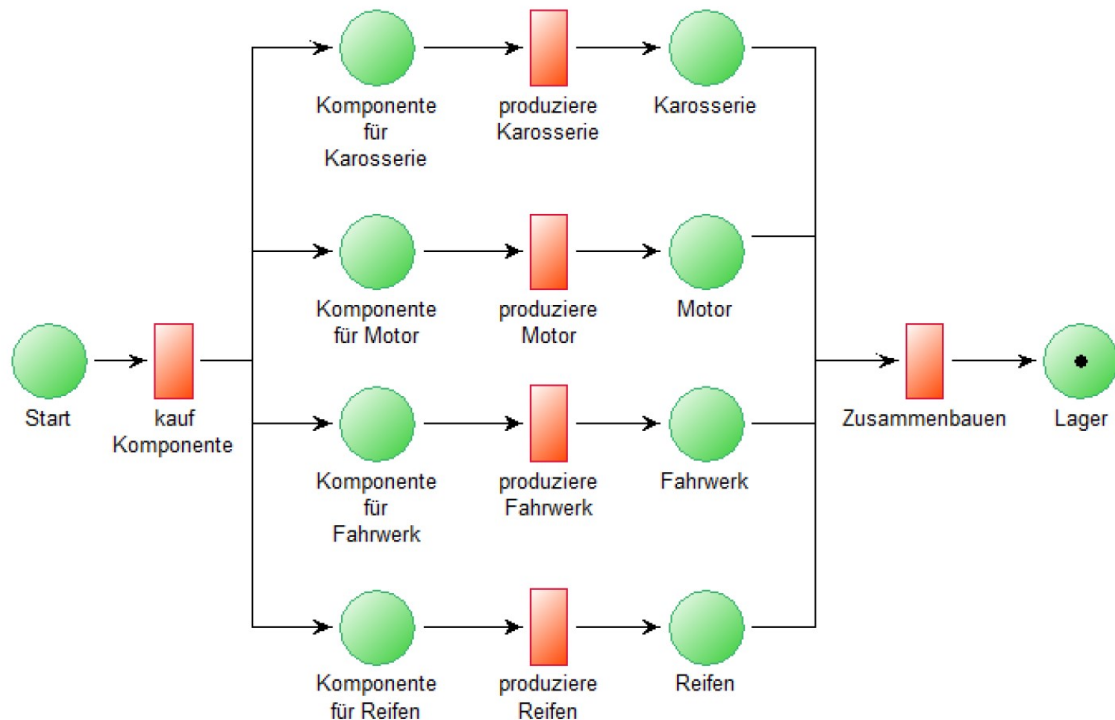 Komponente
für
Karosserie
produziere
Karosserie
Karosserie
Komponente
für Motor
produziere
Motor
Motor
Start
kauf
Komponente
Zusammenbauen
Lager
Komponente
für
Fahrwerk
produziere
Fahrwerk
Fahrwerk
Komponente
für Reifen
produziere
Reifen
Reifen